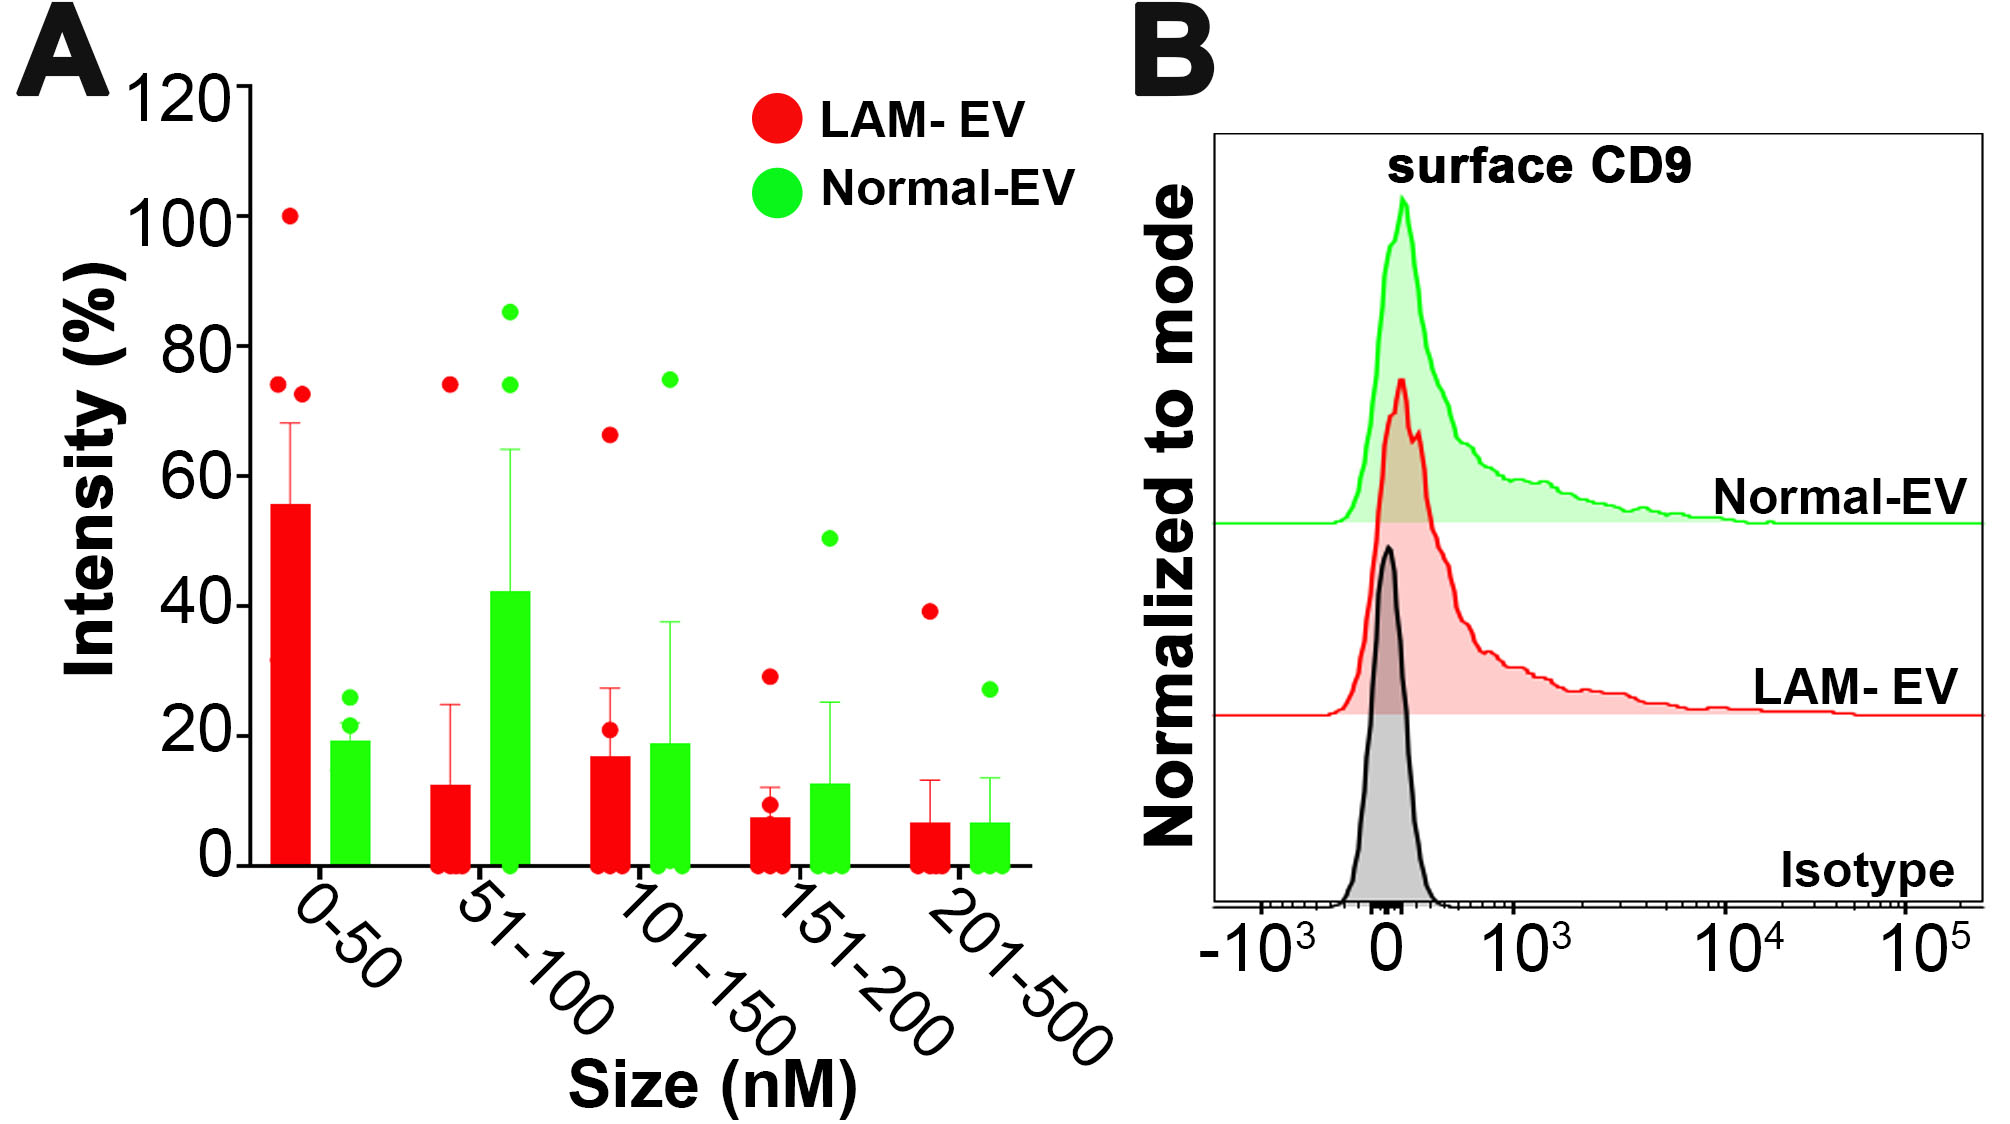 A
120
100
80
60
40
20
0
Intensity (%)
LAM- EV
Normal-EV
0-50
51-100
101-150
151-200
201-500
Size (nM)
B
surface CD9
Normalized to mode
Normal-EV
LAM- EV
Isotype
-10³ 0 10³ 10⁴ 10⁵